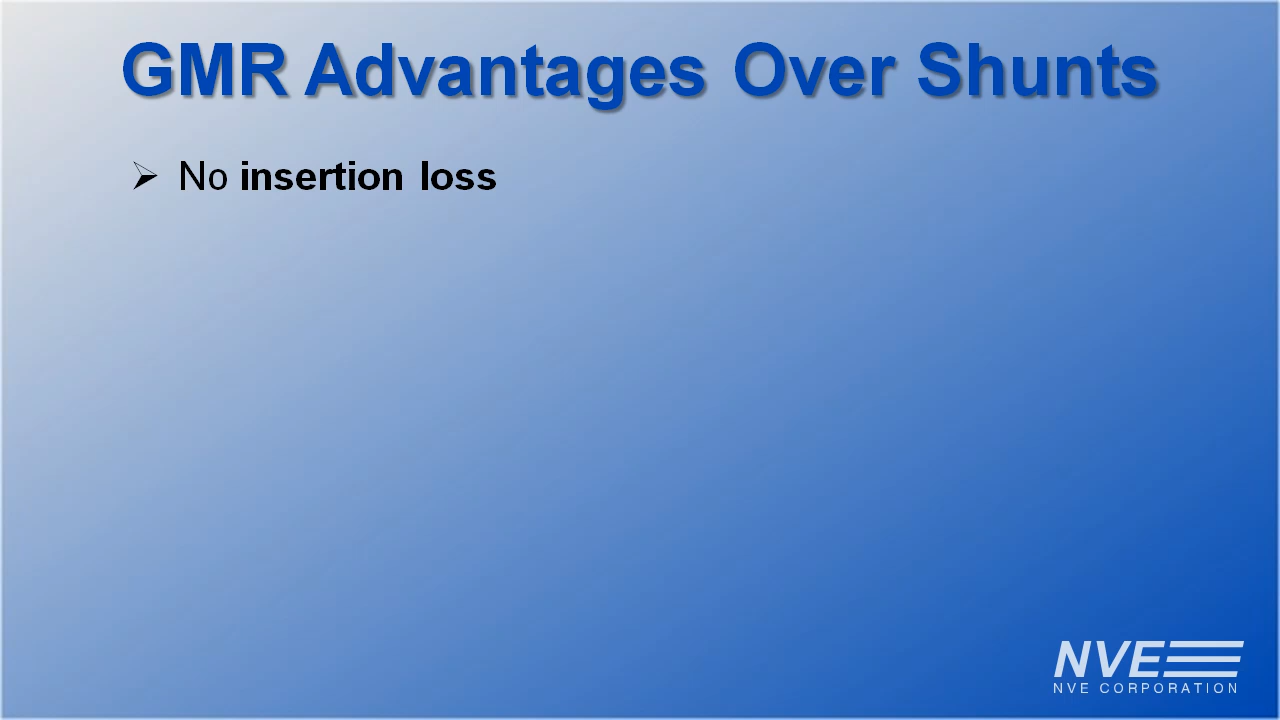 GMR Advantages Over Shunts
➢ No insertion loss
NVE
NVE CORPORATION